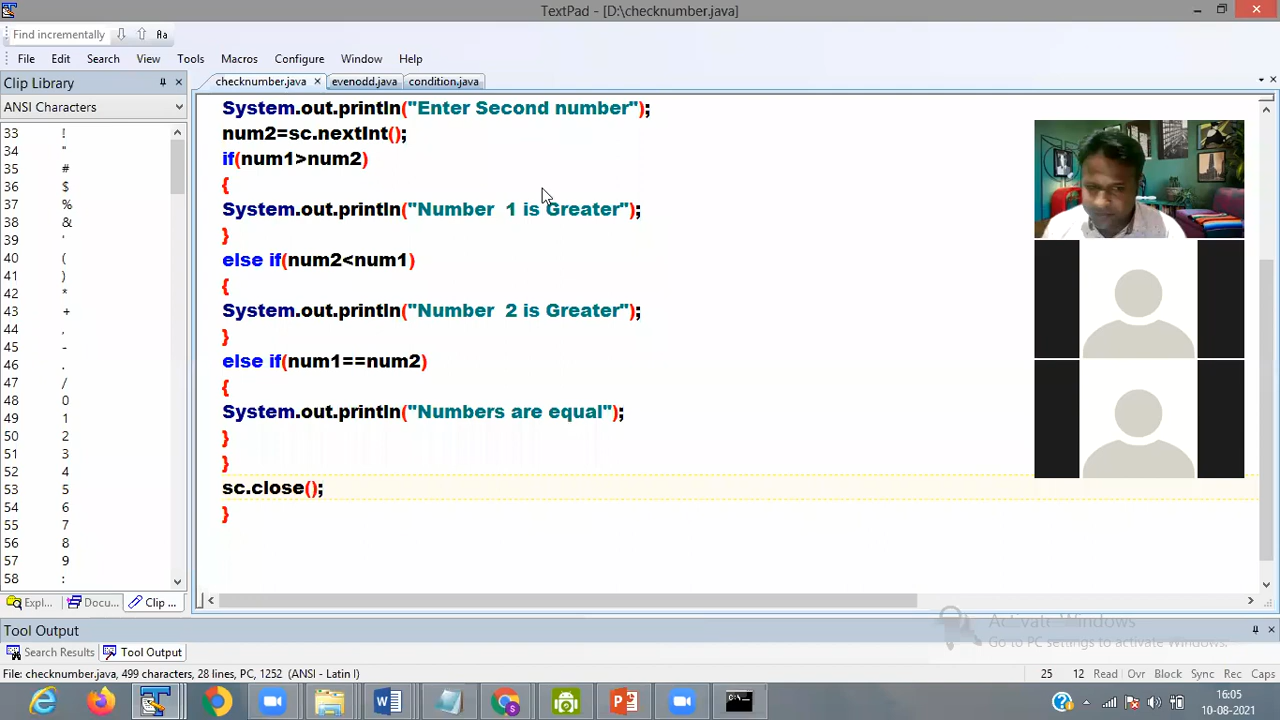 TextPad - [D:\checknumber.java]
Find incrementally
Aa
File Edit Search View Tools Macros Configure Window Help
Clip Library
checknumber.java evenodd.java condition.java
ANSI Characters
33 !
34 "
35 #
36 $
37 %
38 &
39 '
40 (
41 )
42 *
43 +
44 ,
45 -
46 .
47 /
48 0
49 1
50 2
51 3
52 4
53 5
54 6
55 7
56 8
57 9
58 :
System.out.println("Enter Second number");
num2=sc.nextInt();
if(num1>num2)
{
System.out.println("Number 1 is Greater");
}
else if(num2<num1)
{
System.out.println("Number 2 is Greater");
}
else if(num1==num2)
{
System.out.println("Numbers are equal");
}
}
sc.close();
}
Expl... Docu... Clip ...
Activate Windows
Go to PC settings to activate Windows.
Tool Output
Search Results Tool Output
File: checknumber.java, 499 characters, 28 lines, PC, 1252 (ANSI - Latin I)
25 12 Read Ovr Block Sync Rec Caps
16:05
10-08-2021